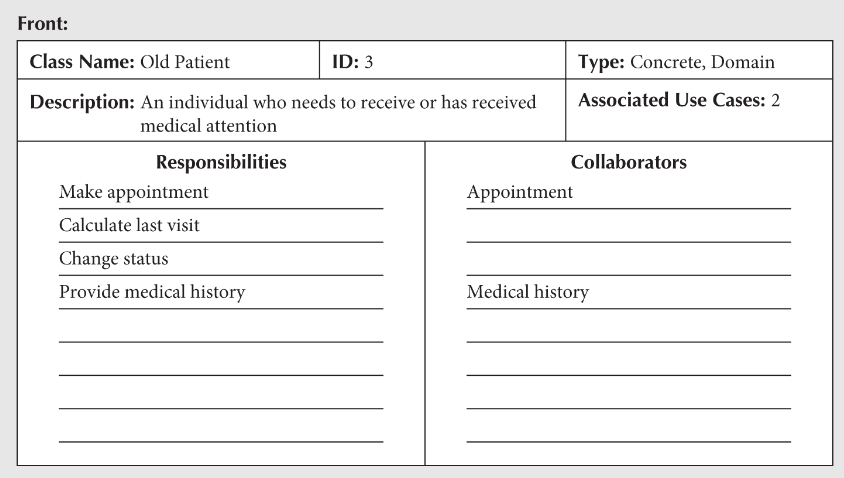 Front:
Class Name: Old Patient
ID: 3
Type: Concrete, Domain
Description: An individual who needs to receive or has received
medical attention
Associated Use Cases: 2
Responsibilities
Make appointment
Calculate last visit
Change status
Provide medical history
Collaborators
Appointment
Medical history